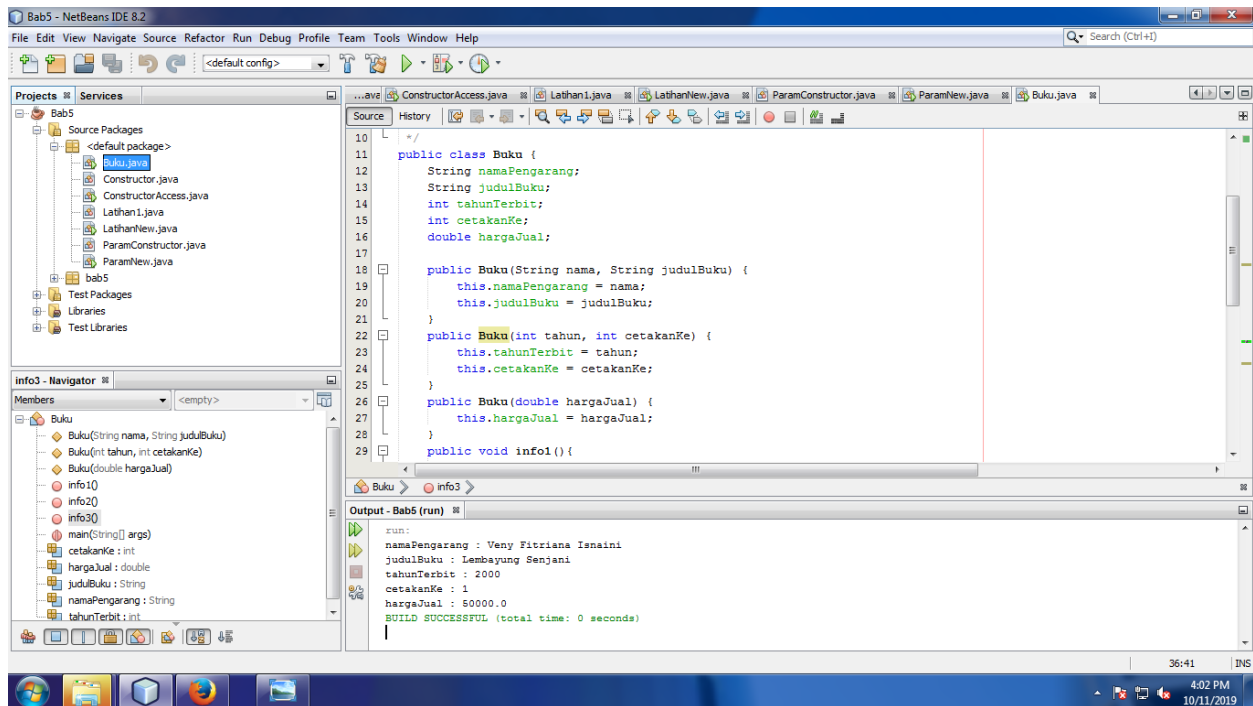 Bab5 - NetBeans IDE 8.2
File Edit View Navigate Source Refactor Run Debug Profile Team Tools Window Help
Search (Ctrl+I)
<default config>
Projects Services
Bab5
Source Packages
<default package>
Buku.java
Constructor.java
ConstructorAccess.java
Latihan1.java
LatihanNew.java
ParamConstructor.java
ParamNew.java
bab5
Test Packages
Libraries
Test Libraries
info3 - Navigator
Members <empty>
Buku
Buku(String nama, String judulBuku)
Buku(int tahun, int cetakanKe)
Buku(double hargaJual)
info1()
info2()
info3()
main(String[] args)
cetakanKe : int
hargaJual : double
judulBuku : String
namaPengarang : String
tahunTerbit : int
...ava ConstructorAccess.java Latihan1.java LatihanNew.java ParamConstructor.java ParamNew.java Buku.java
Source History
10 */
11 public class Buku {
12 String namaPengarang;
13 String judulBuku;
14 int tahunTerbit;
15 int cetakanKe;
16 double hargaJual;
17
18 public Buku(String nama, String judulBuku) {
19 this.namaPengarang = nama;
20 this.judulBuku = judulBuku;
21 }
22 public Buku(int tahun, int cetakanKe) {
23 this.tahunTerbit = tahun;
24 this.cetakanKe = cetakanKe;
25 }
26 public Buku(double hargaJual) {
27 this.hargaJual = hargaJual;
28 }
29 public void info1(){
Buku info3
Output - Bab5 (run)
run:
namaPengarang : Veny Fitriana Isnaini
judulBuku : Lembayung Senjani
tahunTerbit : 2000
cetakanKe : 1
hargaJual : 50000.0
BUILD SUCCESSFUL (total time: 0 seconds)
36:41 INS
4:02 PM
10/11/2019